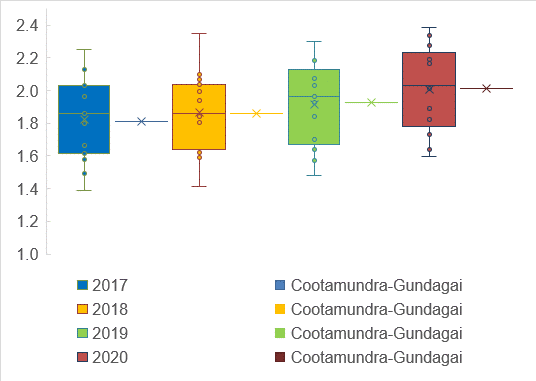 2.4
2.2
2.0
1.8
1.6
1.4
1.2
1.0
2017 Cootamundra-Gundagai
2018 Cootamundra-Gundagai
2019 Cootamundra-Gundagai
2020 Cootamundra-Gundagai